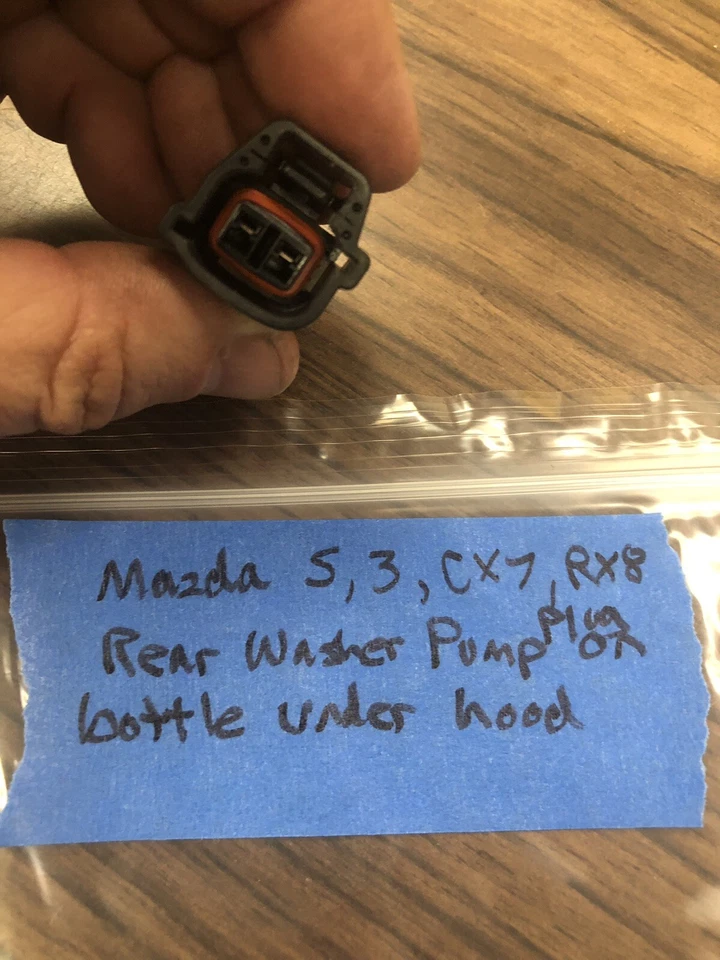 Mazda 5, 3, CX7, RX8
Rear Washer Pump plug on
bottle under hood